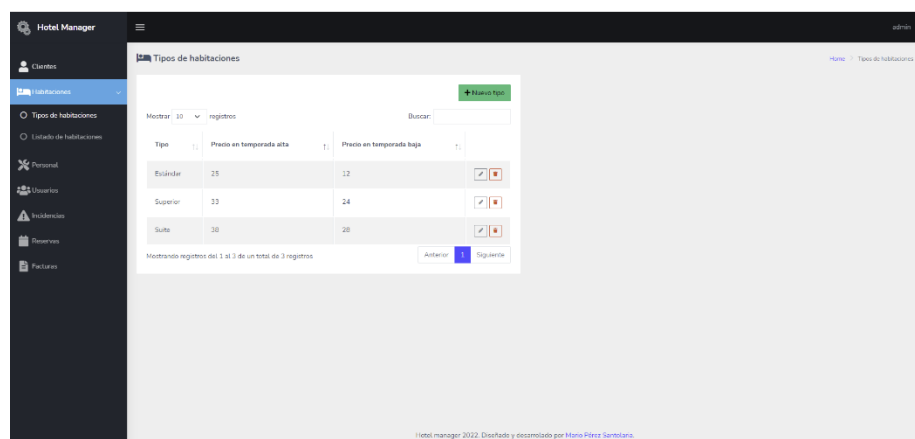 Hotel Manager
admin
Clientes
Habitaciones
Tipos de habitaciones
Listado de habitaciones
Personal
Usuarios
Incidencias
Reservas
Facturas
Tipos de habitaciones
Home / Tipos de habitaciones
+ Nuevo tipo
Mostrar 10 registros
Buscar:
Tipo Precio en temporada alta Precio en temporada baja
Estándar 25 12
Superior 33 24
Suite 38 28
Mostrando registros del 1 al 3 de un total de 3 registros
Anterior 1 Siguiente
Hotel manager 2022. Diseñado y desarrollado por Mario Pérez Santolaria.